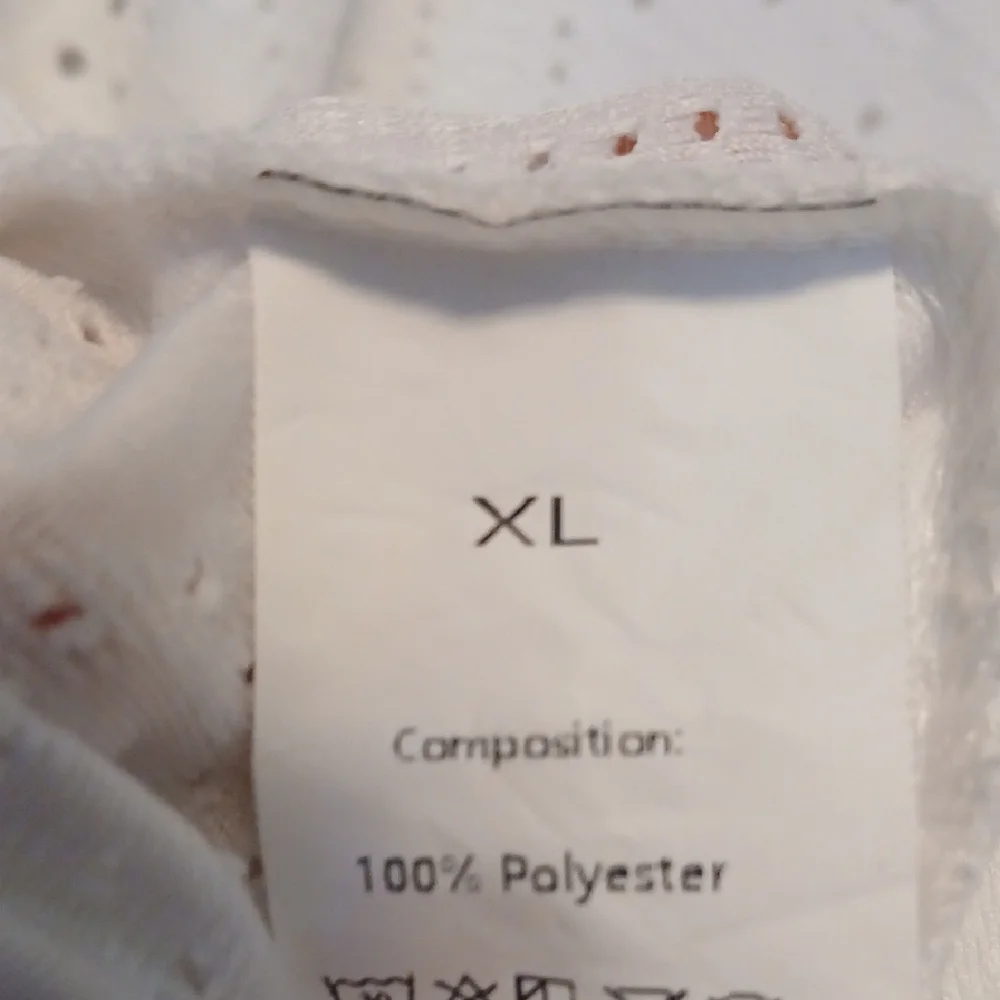 XL
Composition:
100% Polyester